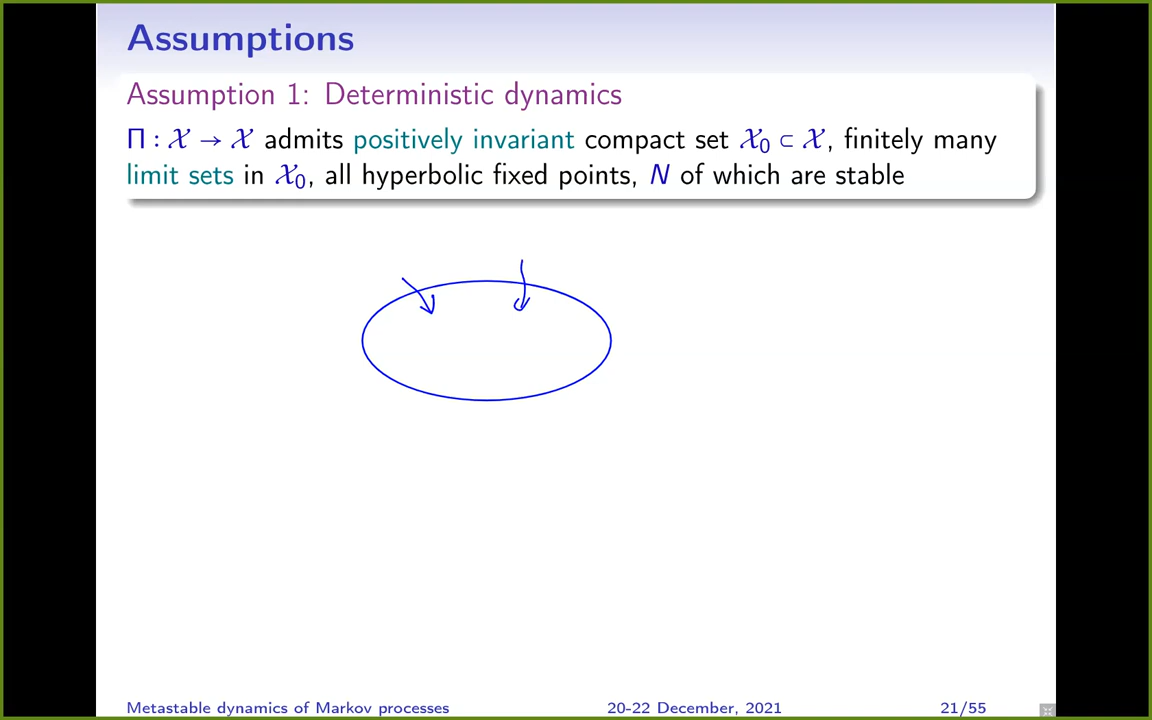 Assumptions
Assumption 1: Deterministic dynamics
Π : 𝒳 → 𝒳 admits positively invariant compact set 𝒳₀ ⊂ 𝒳, finitely many
limit sets in 𝒳₀, all hyperbolic fixed points, N of which are stable
Metastable dynamics of Markov processes 20-22 December, 2021 21/55